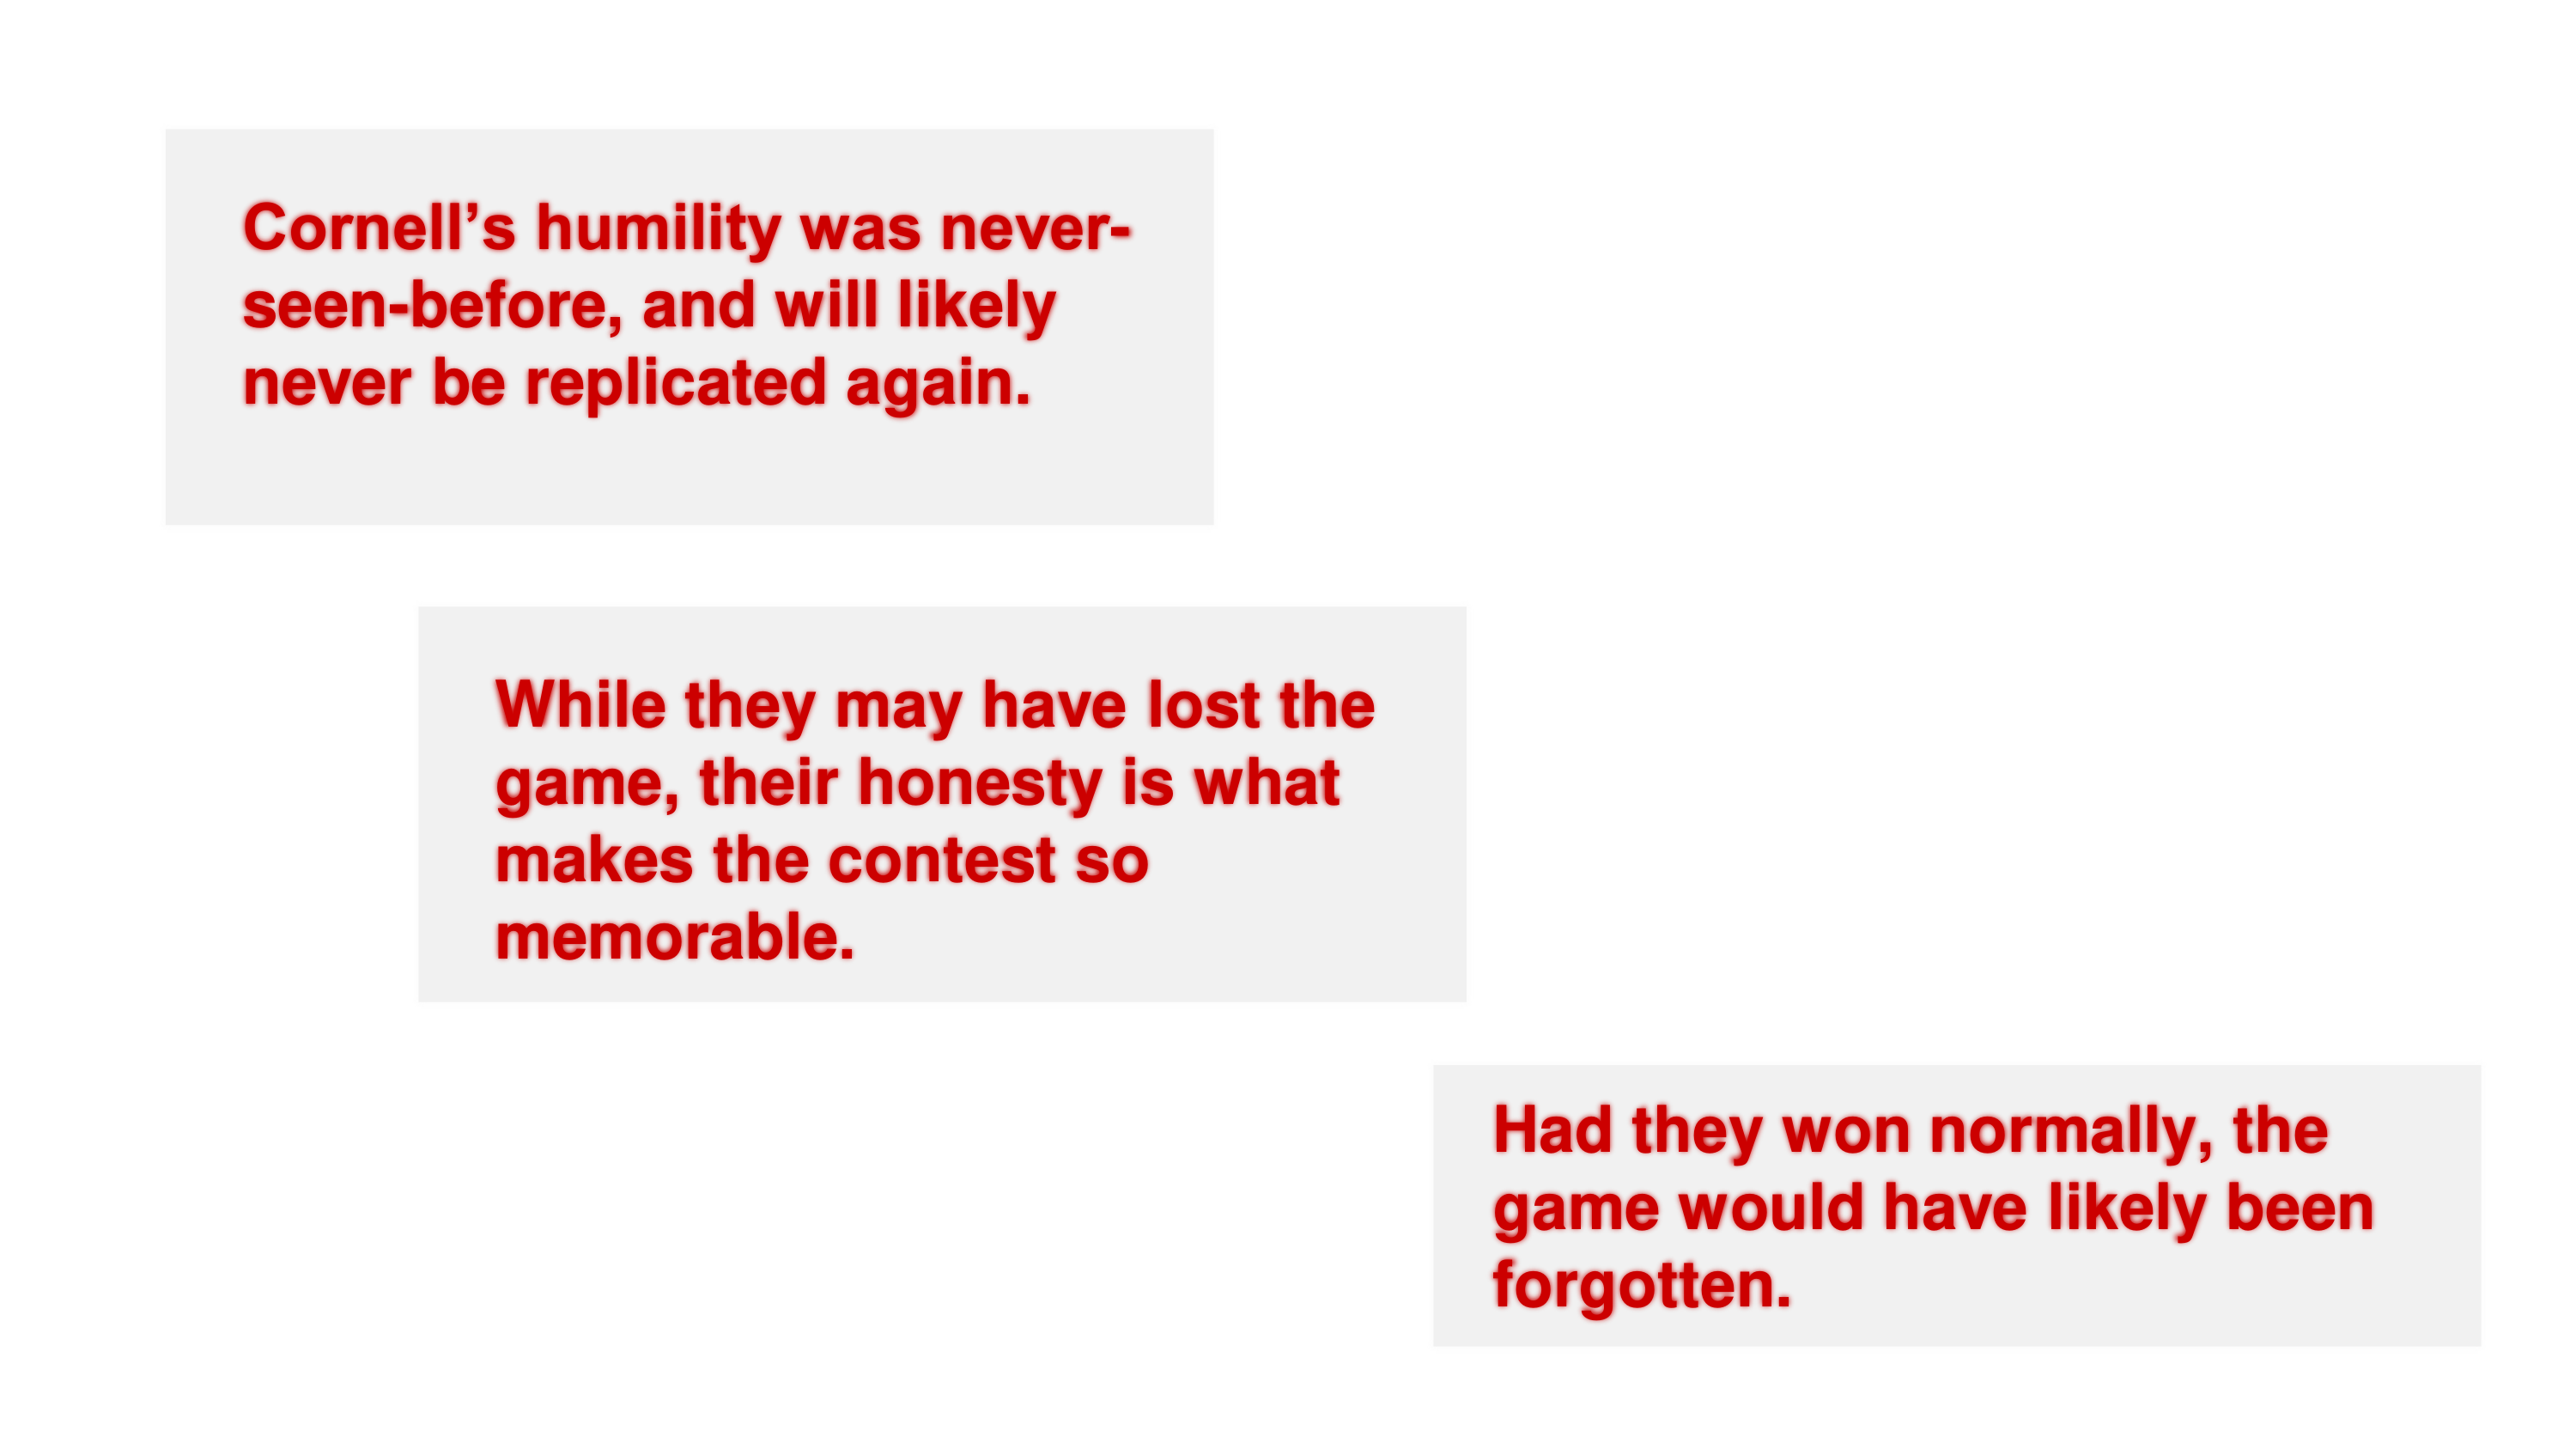 Cornell’s humility was never-
seen-before, and will likely
never be replicated again.
While they may have lost the
game, their honesty is what
makes the contest so
memorable.
Had they won normally, the
game would have likely been
forgotten.